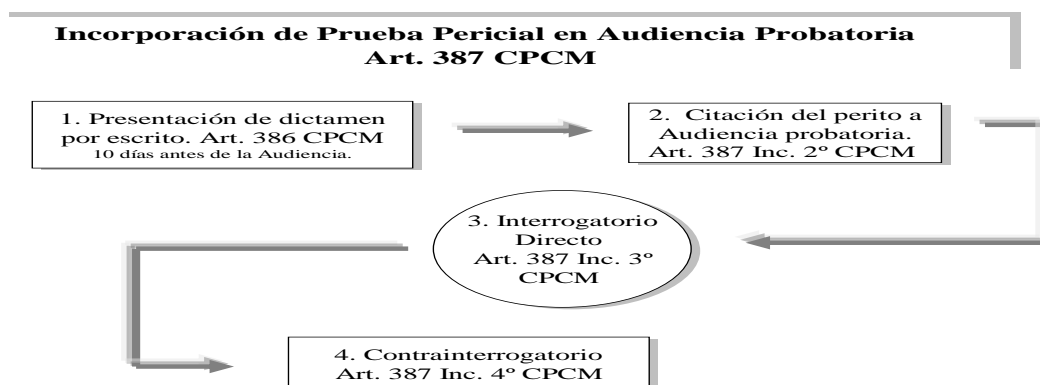 Incorporación de Prueba Pericial en Audiencia Probatoria
Art. 387 CPCM
1. Presentación de dictamen
por escrito. Art. 386 CPCM
10 días antes de la Audiencia.
2. Citación del perito a
Audiencia probatoria.
Art. 387 Inc. 2º CPCM
3. Interrogatorio
Directo
Art. 387 Inc. 3º
CPCM
4. Contrainterrogatorio
Art. 387 Inc. 4º CPCM